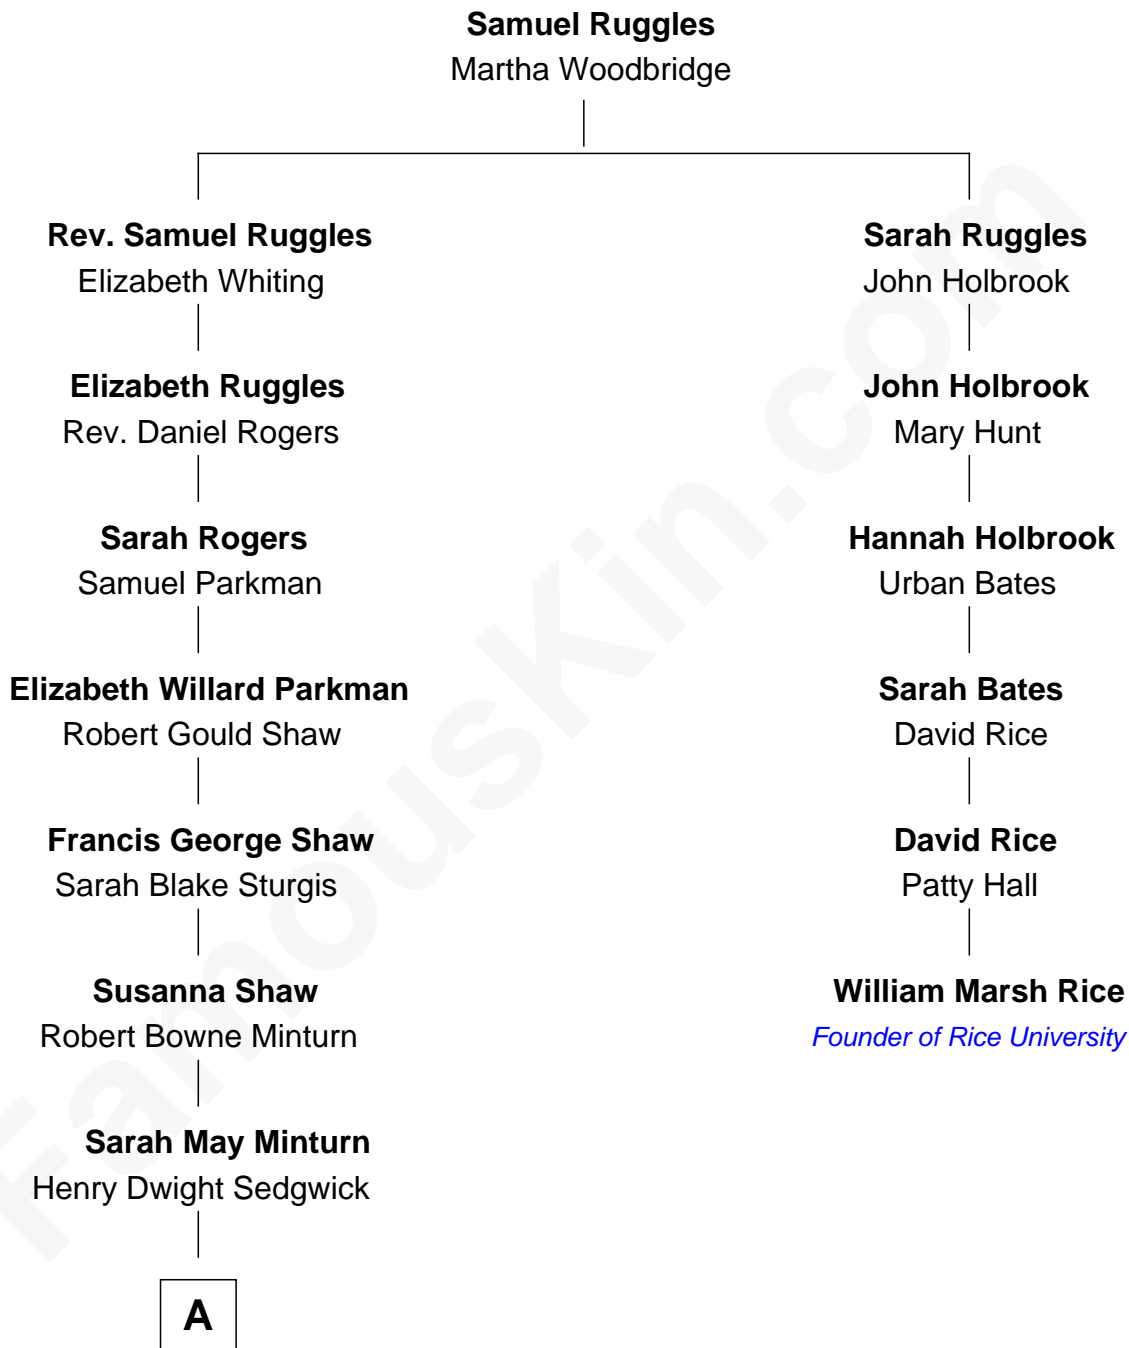 Samuel Ruggles
Martha Woodbridge
Rev. Samuel Ruggles
Elizabeth Whiting
Elizabeth Ruggles
Rev. Daniel Rogers
Sarah Rogers
Samuel Parkman
Elizabeth Willard Parkman
Robert Gould Shaw
Francis George Shaw
Sarah Blake Sturgis
Susanna Shaw
Robert Bowne Minturn
Sarah May Minturn
Henry Dwight Sedgwick
A
Sarah Ruggles
John Holbrook
John Holbrook
Mary Hunt
Hannah Holbrook
Urban Bates
Sarah Bates
David Rice
David Rice
Patty Hall
William Marsh Rice
Founder of Rice University
FamousKin.com